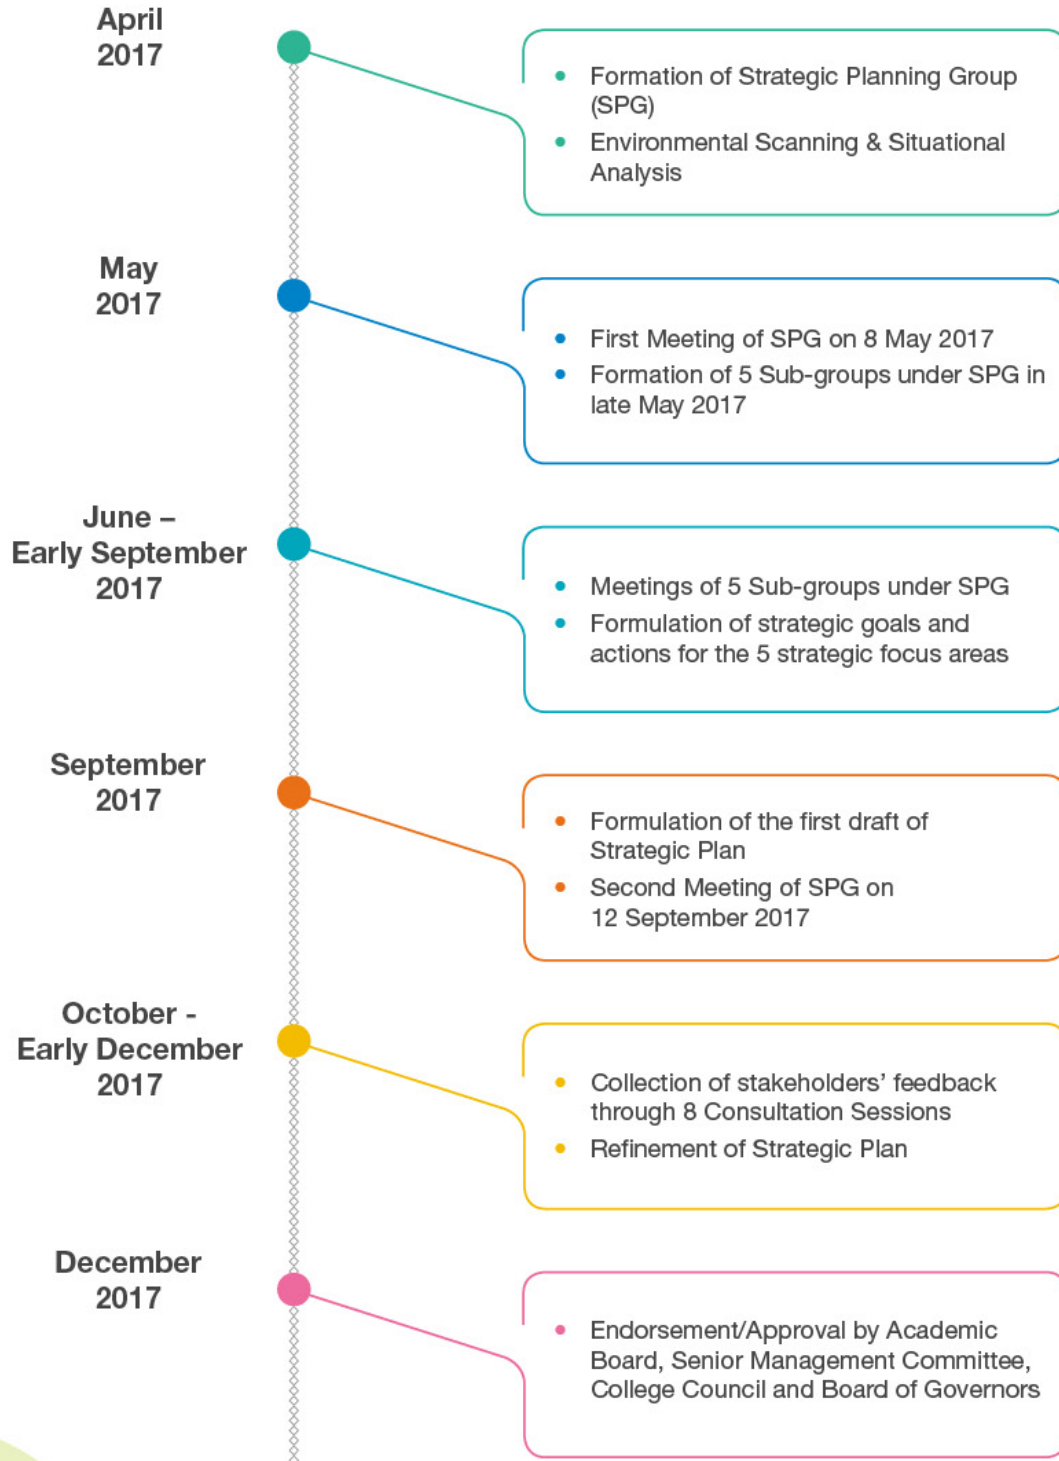 April
2017
• Formation of Strategic Planning Group
(SPG)
• Environmental Scanning & Situational
Analysis
May
2017
• First Meeting of SPG on 8 May 2017
• Formation of 5 Sub-groups under SPG in
late May 2017
June –
Early September
2017
• Meetings of 5 Sub-groups under SPG
• Formulation of strategic goals and
actions for the 5 strategic focus areas
September
2017
• Formulation of the first draft of
Strategic Plan
• Second Meeting of SPG on
12 September 2017
October -
Early December
2017
• Collection of stakeholders’ feedback
through 8 Consultation Sessions
• Refinement of Strategic Plan
December
2017
• Endorsement/Approval by Academic
Board, Senior Management Committee,
College Council and Board of Governors